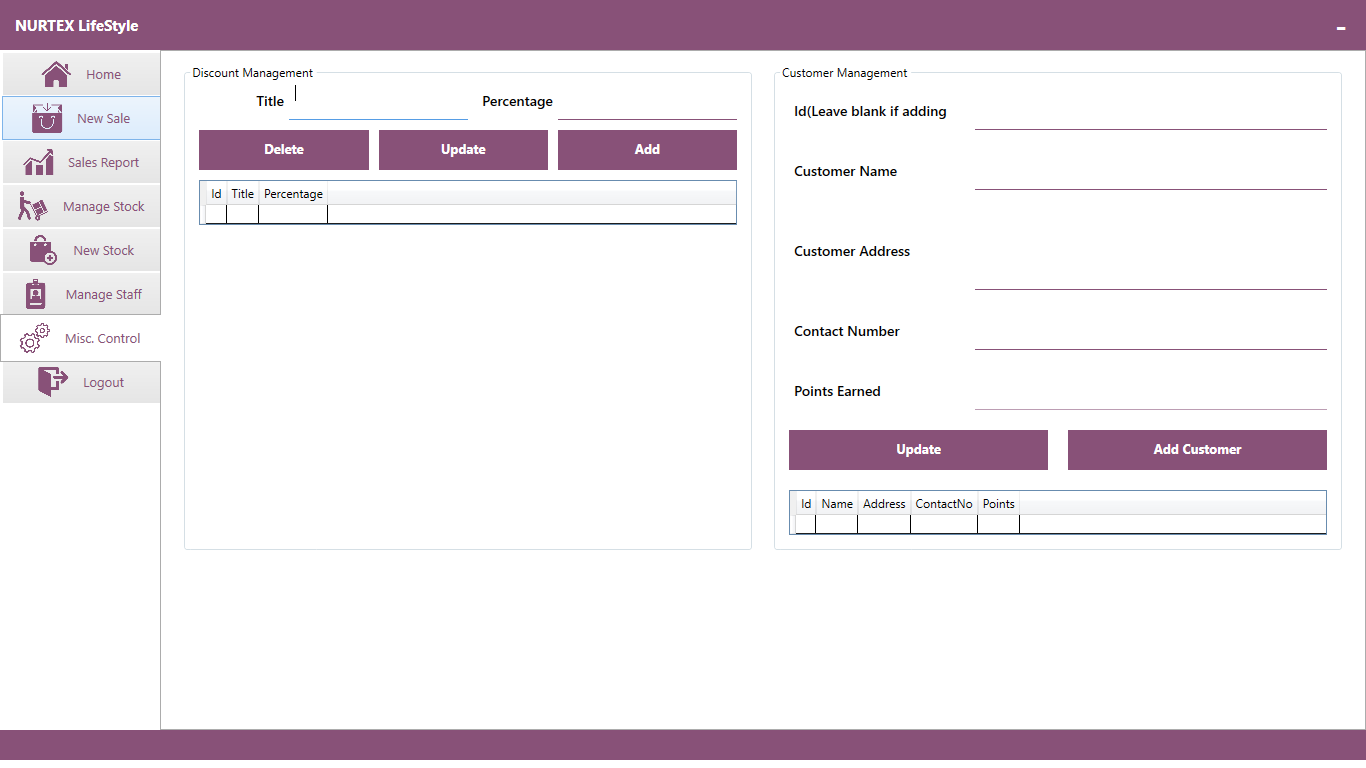 NURTEX LifeStyle
Home
New Sale
Sales Report
Manage Stock
New Stock
Manage Staff
Misc. Control
Logout
Discount Management
Title Percentage
Delete Update Add
Id Title Percentage
Customer Management
Id(Leave blank if adding
Customer Name
Customer Address
Contact Number
Points Earned
Update Add Customer
Id Name Address ContactNo Points